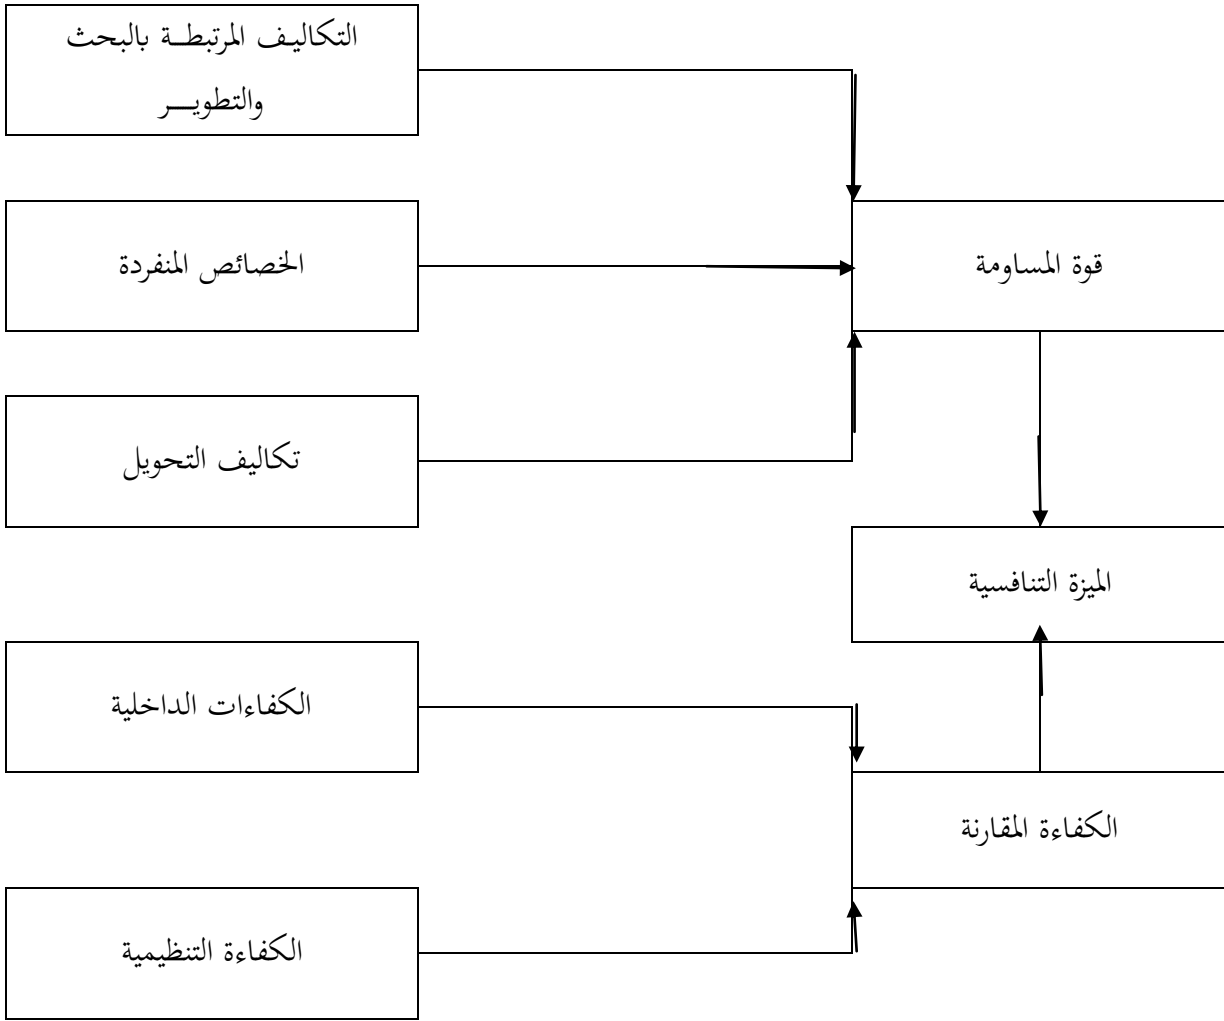 التكاليف المرتبطة بالبحث
والتطوير
الخصائص المنفردة
قوة المساومة
تكاليف التحويل
الميزة التنافسية
الكفاءات الداخلية
الكفاءة المقارنة
الكفاءة التنظيمية